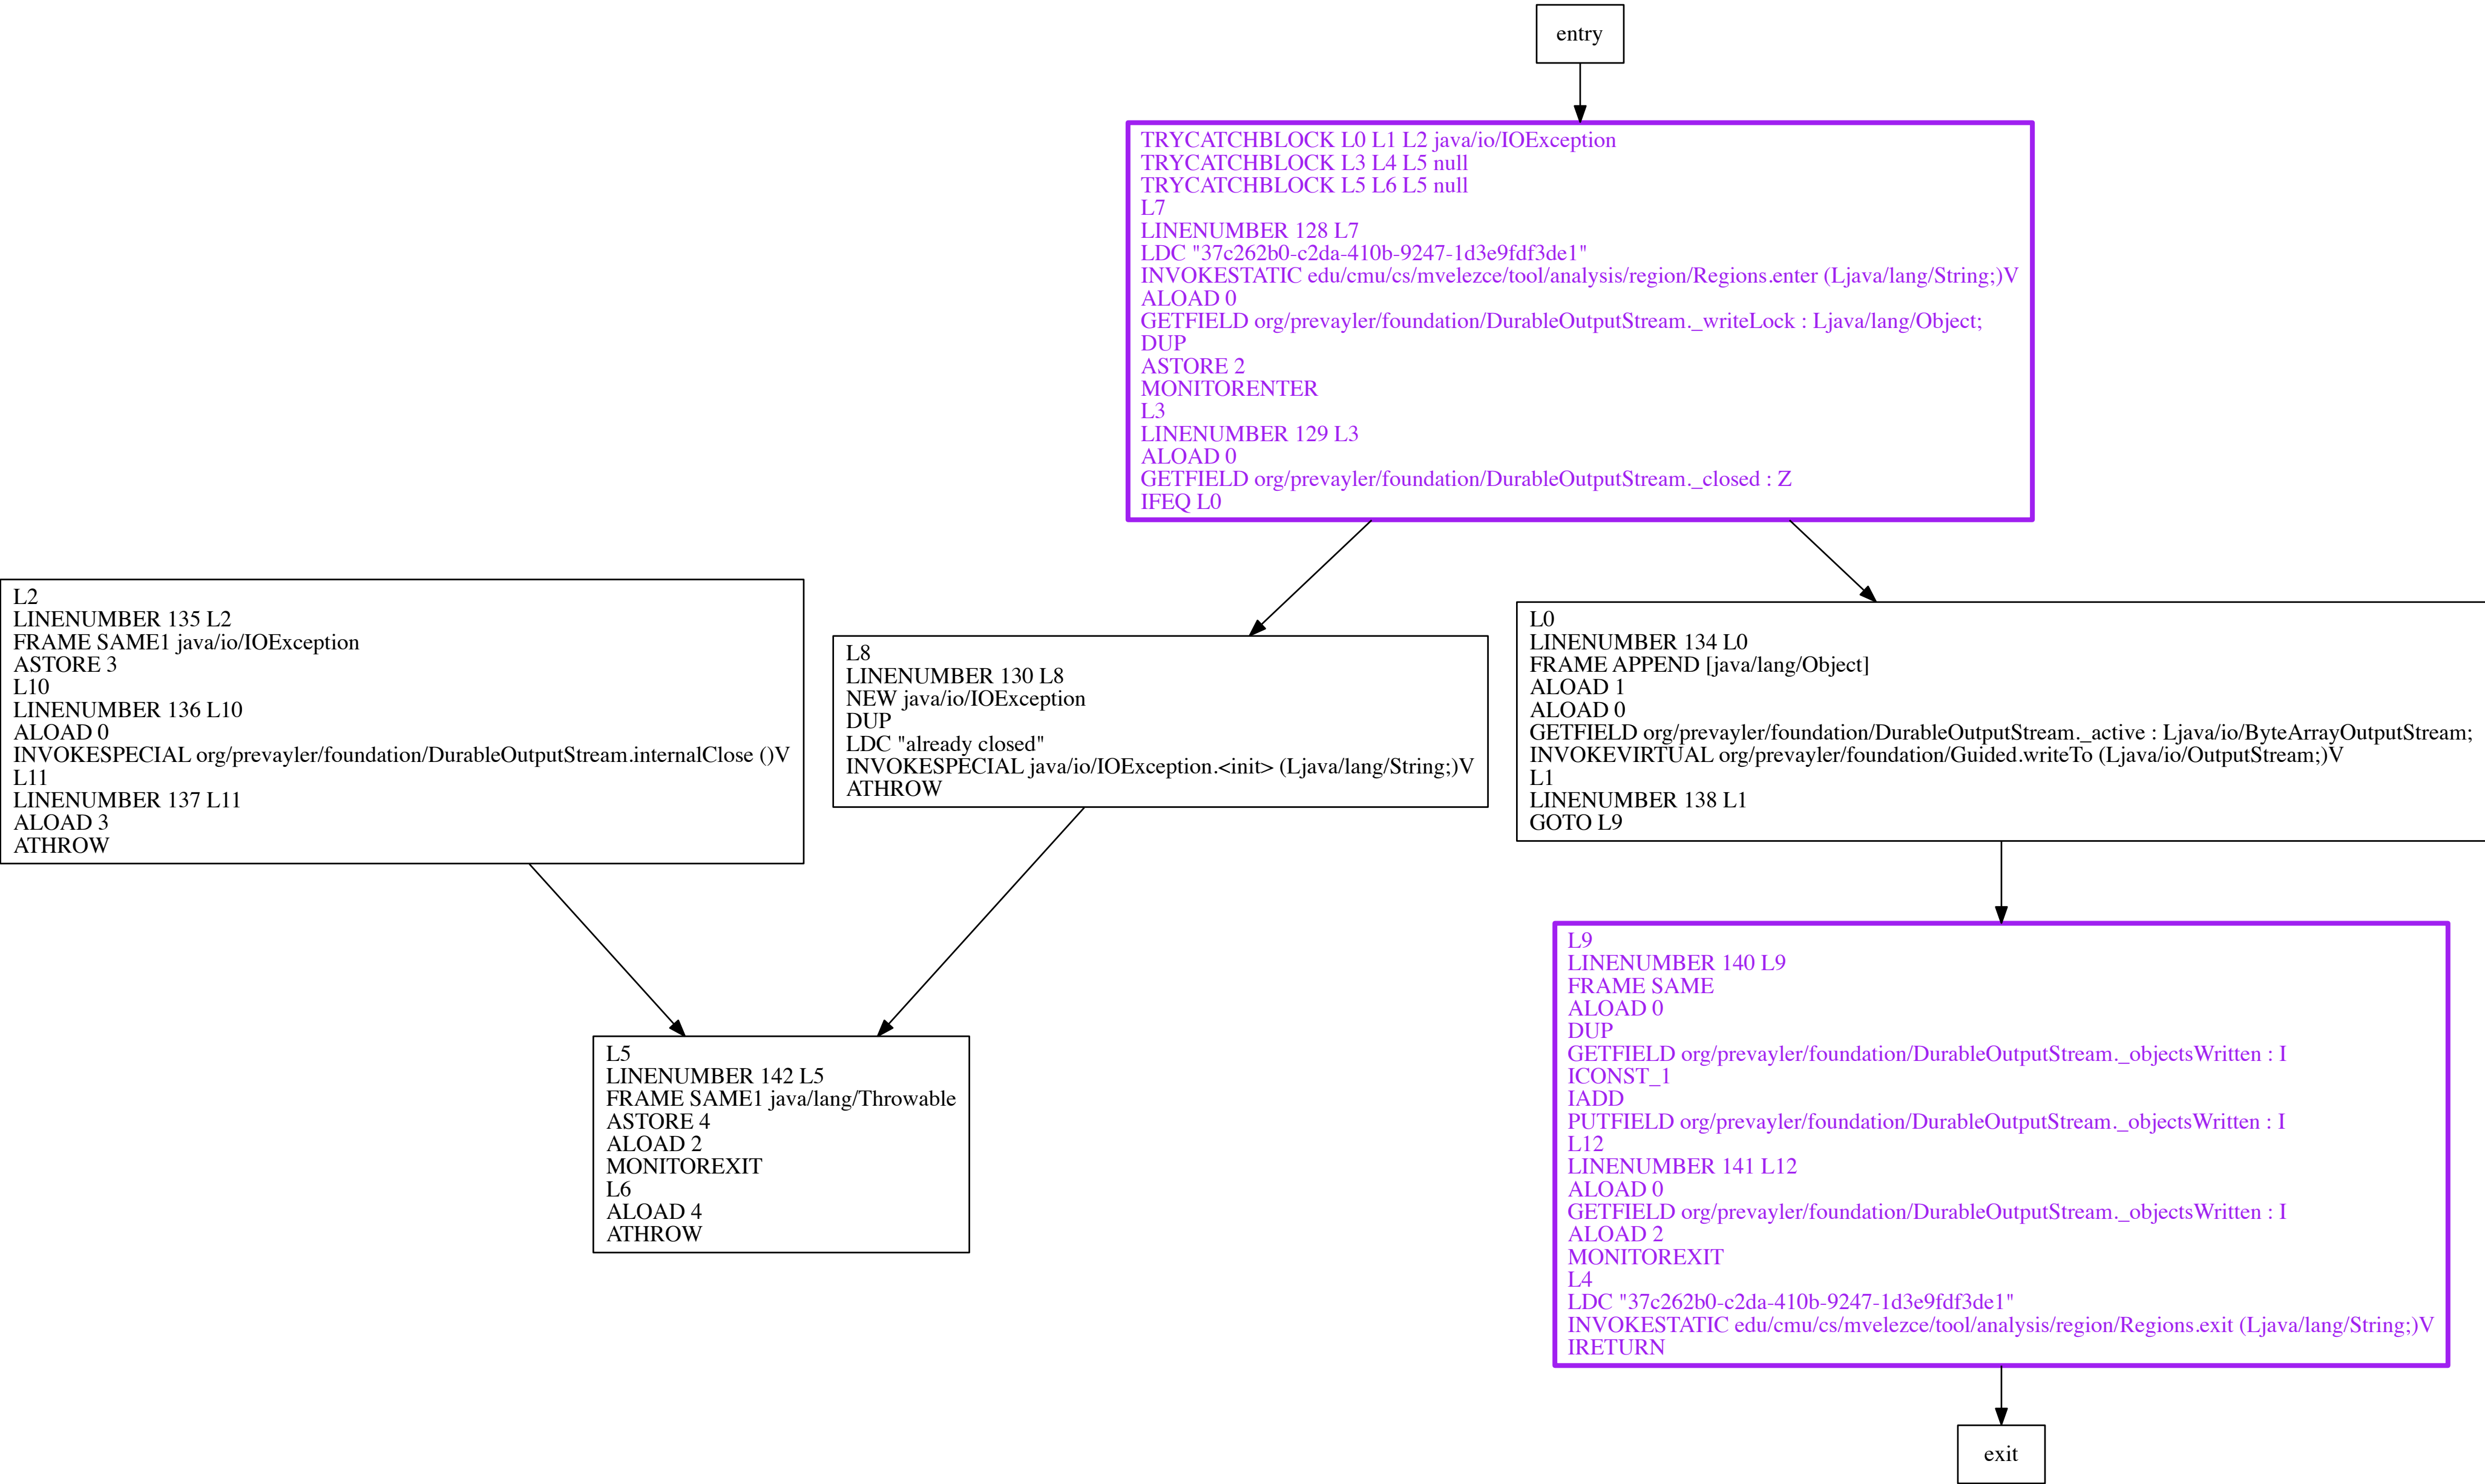 entry
TRYCATCHBLOCK L0 L1 L2 java/io/IOException
TRYCATCHBLOCK L3 L4 L5 null
TRYCATCHBLOCK L5 L6 L5 null
L7
LINENUMBER 128 L7
LDC "37c262b0-c2da-410b-9247-1d3e9fdf3de1"
INVOKESTATIC edu/cmu/cs/mvelezce/tool/analysis/region/Regions.enter (Ljava/lang/String;)V
ALOAD 0
GETFIELD org/prevayler/foundation/DurableOutputStream._writeLock : Ljava/lang/Object;
DUP
ASTORE 2
MONITORENTER
L3
LINENUMBER 129 L3
ALOAD 0
GETFIELD org/prevayler/foundation/DurableOutputStream._closed : Z
IFEQ L0
L2
LINENUMBER 135 L2
FRAME SAME1 java/io/IOException
ASTORE 3
L10
LINENUMBER 136 L10
ALOAD 0
INVOKESPECIAL org/prevayler/foundation/DurableOutputStream.internalClose ()V
L11
LINENUMBER 137 L11
ALOAD 3
ATHROW
L8
LINENUMBER 130 L8
NEW java/io/IOException
DUP
LDC "already closed"
INVOKESPECIAL java/io/IOException.<init> (Ljava/lang/String;)V
ATHROW
L0
LINENUMBER 134 L0
FRAME APPEND [java/lang/Object]
ALOAD 1
ALOAD 0
GETFIELD org/prevayler/foundation/DurableOutputStream._active : Ljava/io/ByteArrayOutputStream;
INVOKEVIRTUAL org/prevayler/foundation/Guided.writeTo (Ljava/io/OutputStream;)V
L1
LINENUMBER 138 L1
GOTO L9
L5
LINENUMBER 142 L5
FRAME SAME1 java/lang/Throwable
ASTORE 4
ALOAD 2
MONITOREXIT
L6
ALOAD 4
ATHROW
L9
LINENUMBER 140 L9
FRAME SAME
ALOAD 0
DUP
GETFIELD org/prevayler/foundation/DurableOutputStream._objectsWritten : I
ICONST_1
IADD
PUTFIELD org/prevayler/foundation/DurableOutputStream._objectsWritten : I
L12
LINENUMBER 141 L12
ALOAD 0
GETFIELD org/prevayler/foundation/DurableOutputStream._objectsWritten : I
ALOAD 2
MONITOREXIT
L4
LDC "37c262b0-c2da-410b-9247-1d3e9fdf3de1"
INVOKESTATIC edu/cmu/cs/mvelezce/tool/analysis/region/Regions.exit (Ljava/lang/String;)V
IRETURN
exit